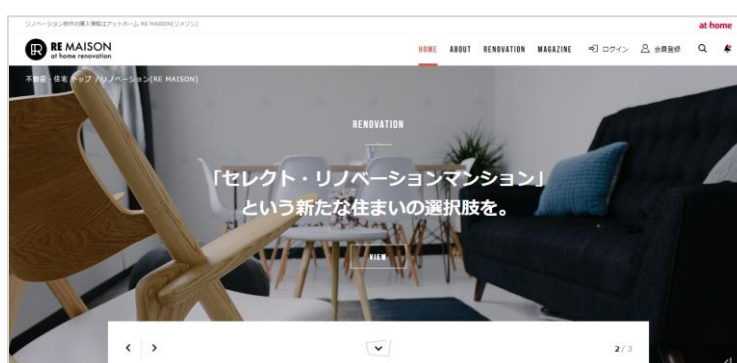 リノベーション物件の購入情報はアットホーム RE MAISON(リメゾン)
at home
RE MAISON
at home renovation
HOME ABOUT RENOVATION MAGAZINE ログイン 会員登録
不動産・住宅 トップ / リノベーション(RE MAISON)
RENOVATION
「セレクト・リノベーションマンション」
という新たな住まいの選択肢を。
VIEW
2 / 3